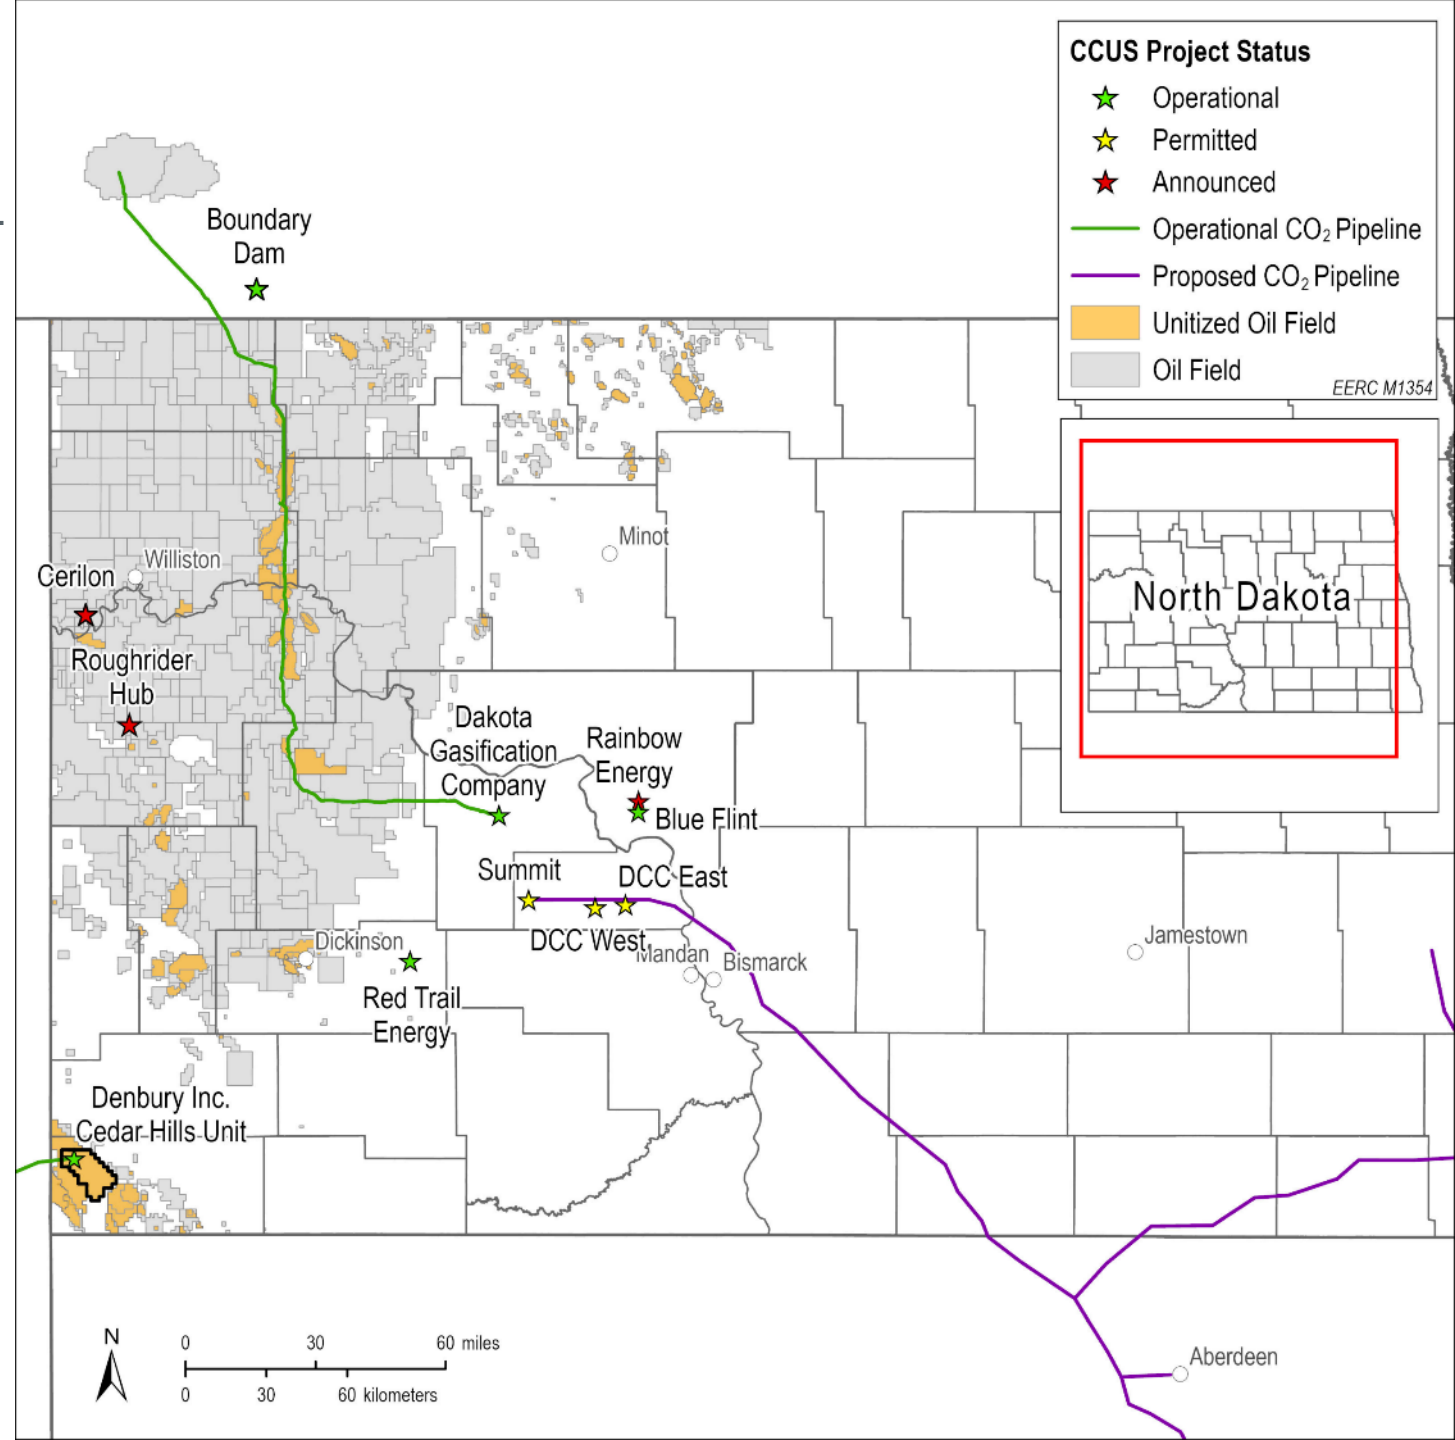 CCUS Project Status
Operational
Permitted
Announced
Operational CO₂ Pipeline
Proposed CO₂ Pipeline
Unitized Oil Field
Oil Field
EERC M1354
North Dakota
Boundary
Dam
Minot
Williston
Cerilon
Roughrider
Hub
Dakota
Gasification
Company
Rainbow
Energy
Blue Flint
Summit
DCC East
DCC West
Mandan
Bismarck
Jamestown
Dickinson
Red Trail
Energy
Denbury Inc.
Cedar Hills Unit
Aberdeen
N
0 30 60 miles
0 30 60 kilometers